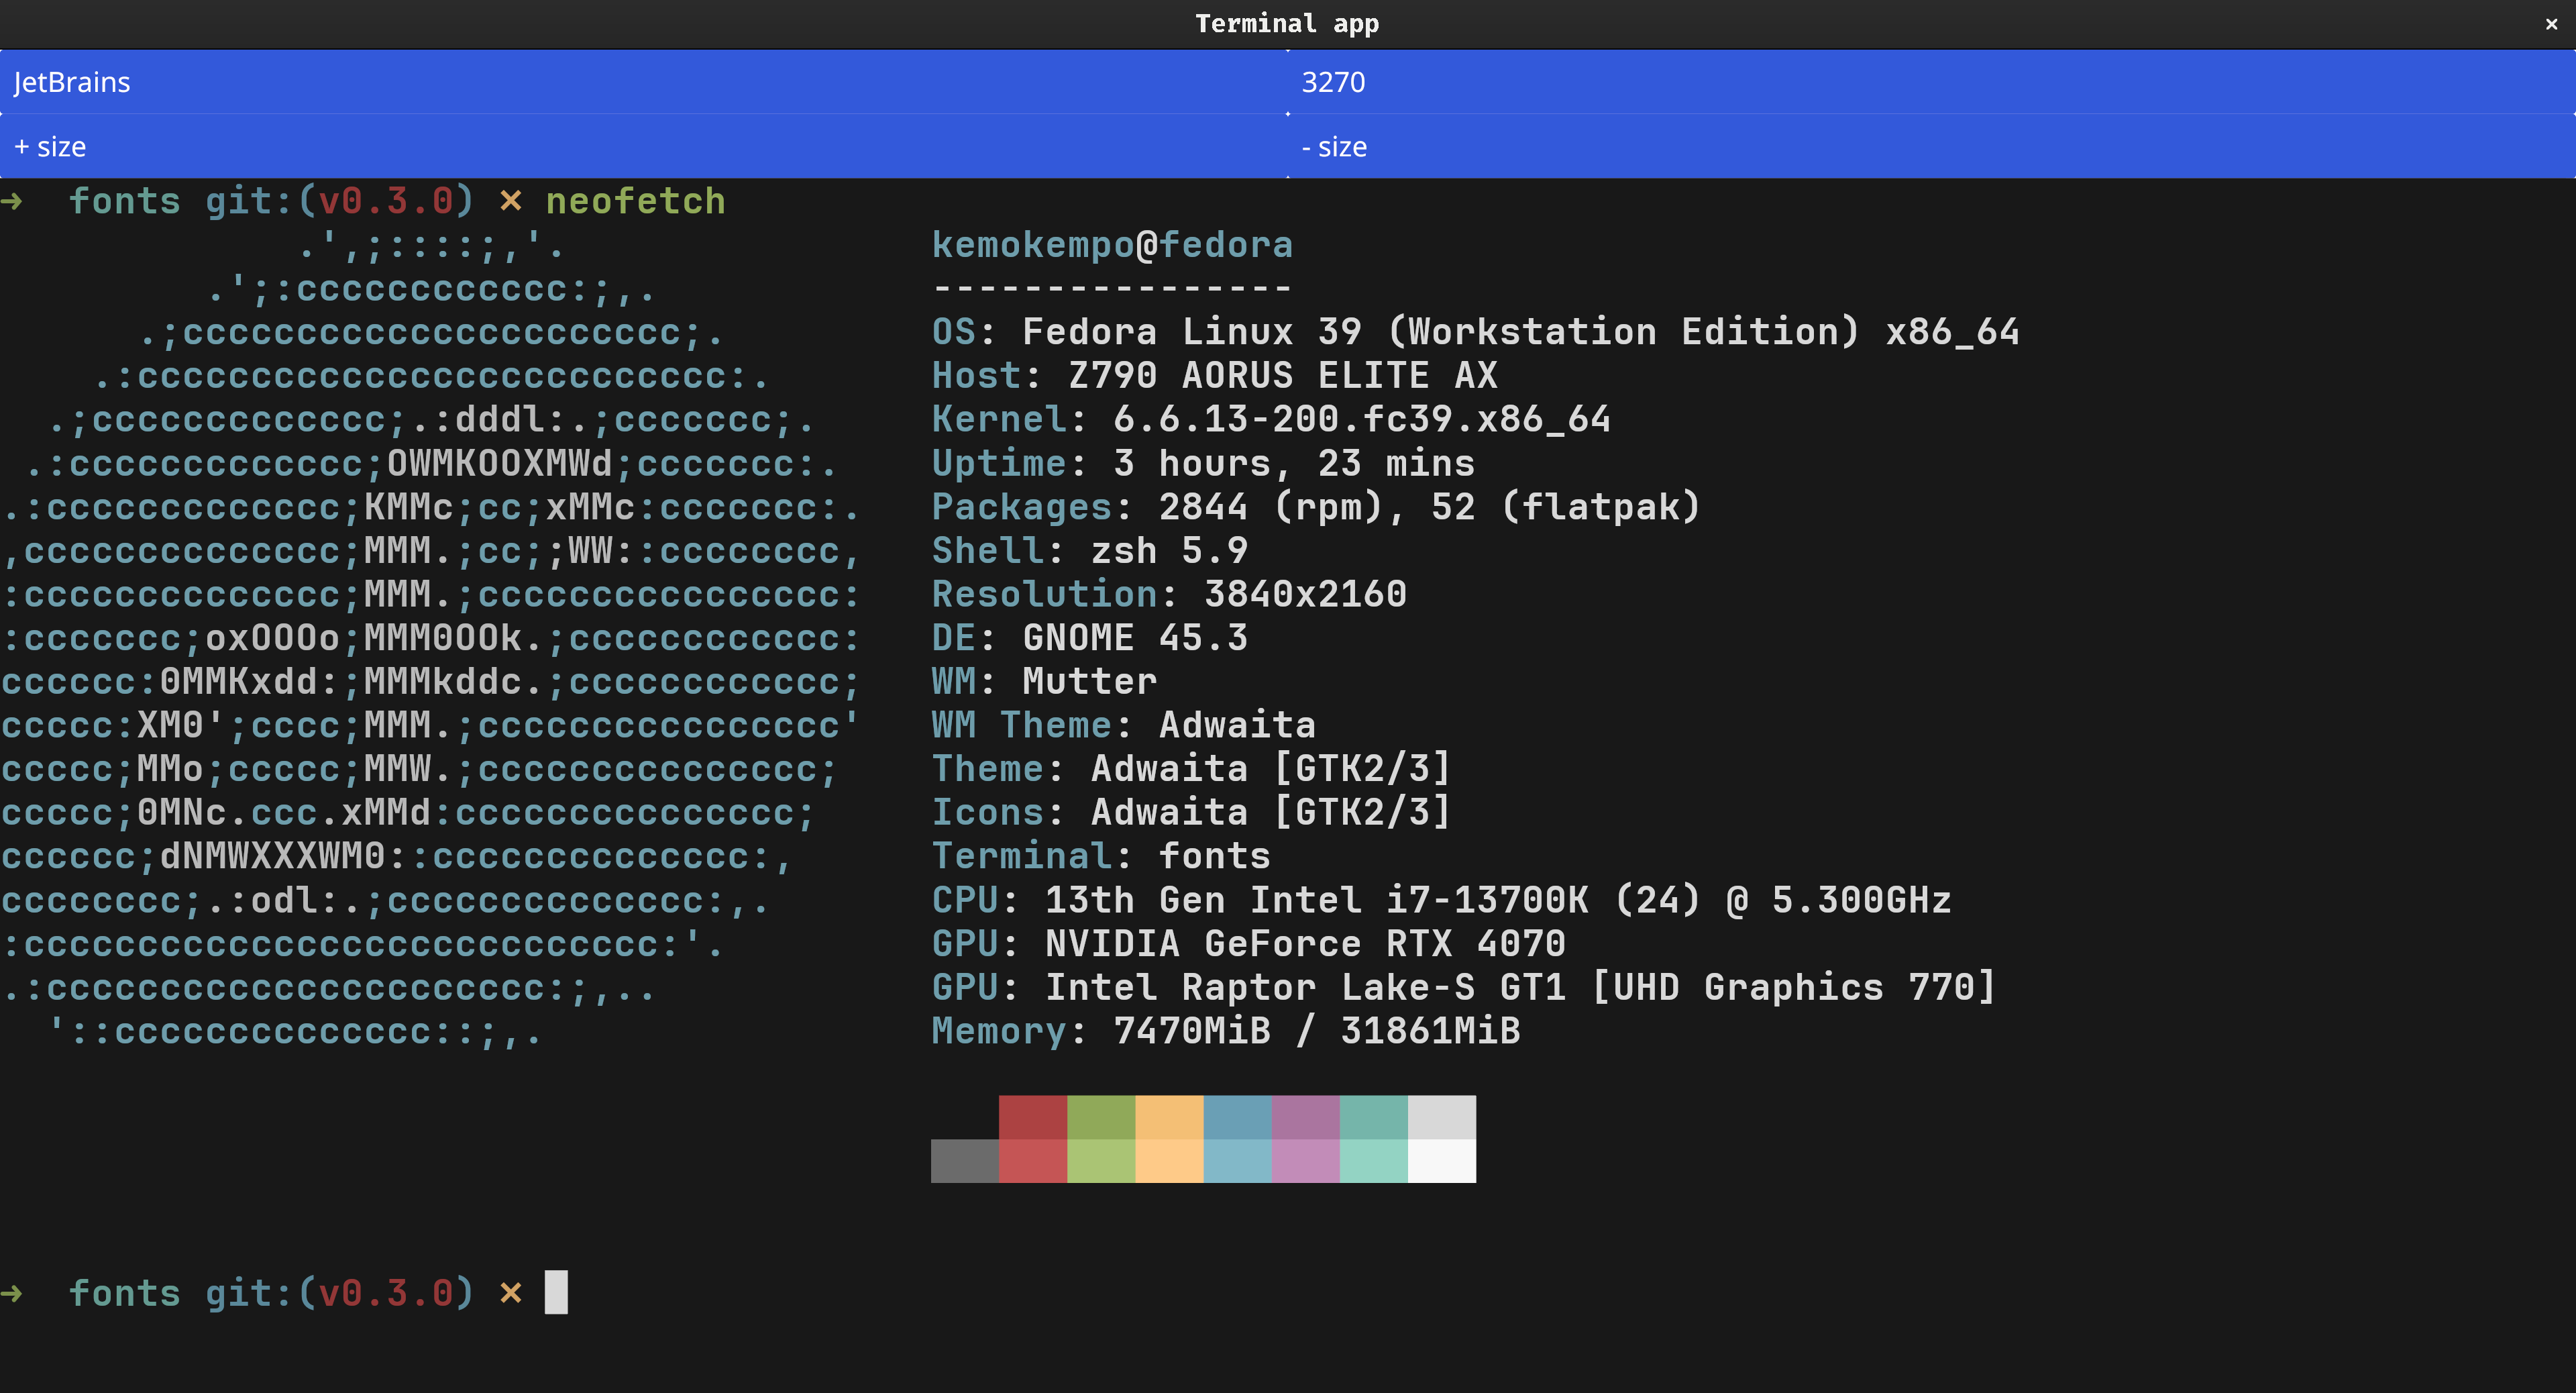 Terminal app ×
JetBrains 3270
+ size - size
→ fonts git:(v0.3.0) × neofetch
.',;::::;,'. kemokempo@fedora
.';:cccccccccccc:;,. ----------------
.;cccccccccccccccccccccc;. OS: Fedora Linux 39 (Workstation Edition) x86_64
.:cccccccccccccccccccccccccc:. Host: Z790 AORUS ELITE AX
.;ccccccccccccc;.:dddl:.;ccccccc;. Kernel: 6.6.13-200.fc39.x86_64
.:ccccccccccccc;OWMKOOXMWd;ccccccc:. Uptime: 3 hours, 23 mins
.:ccccccccccccc;KMMc;cc;xMMc:ccccccc:. Packages: 2844 (rpm), 52 (flatpak)
,cccccccccccccc;MMM.;cc;;WW::cccccccc, Shell: zsh 5.9
:cccccccccccccc;MMM.;cccccccccccccccc: Resolution: 3840x2160
:ccccccc;oxOOOo;MMM0OOk.;cccccccccccc: DE: GNOME 45.3
cccccc:0MMKxdd:;MMMkddc.;cccccccccccc; WM: Mutter
ccccc:XM0';cccc;MMM.;cccccccccccccccc' WM Theme: Adwaita
ccccc;MMo;ccccc;MMW.;ccccccccccccccc; Theme: Adwaita [GTK2/3]
ccccc;0MNc.ccc.xMMd:ccccccccccccccc; Icons: Adwaita [GTK2/3]
cccccc;dNMWXXXWM0::cccccccccccccc:, Terminal: fonts
cccccccc;.:odl:.;cccccccccccccc:,. CPU: 13th Gen Intel i7-13700K (24) @ 5.300GHz
:cccccccccccccccccccccccccccc:'. GPU: NVIDIA GeForce RTX 4070
.:cccccccccccccccccccccc:;,.. GPU: Intel Raptor Lake-S GT1 [UHD Graphics 770]
'::cccccccccccccc::;,. Memory: 7470MiB / 31861MiB
→ fonts git:(v0.3.0) ×